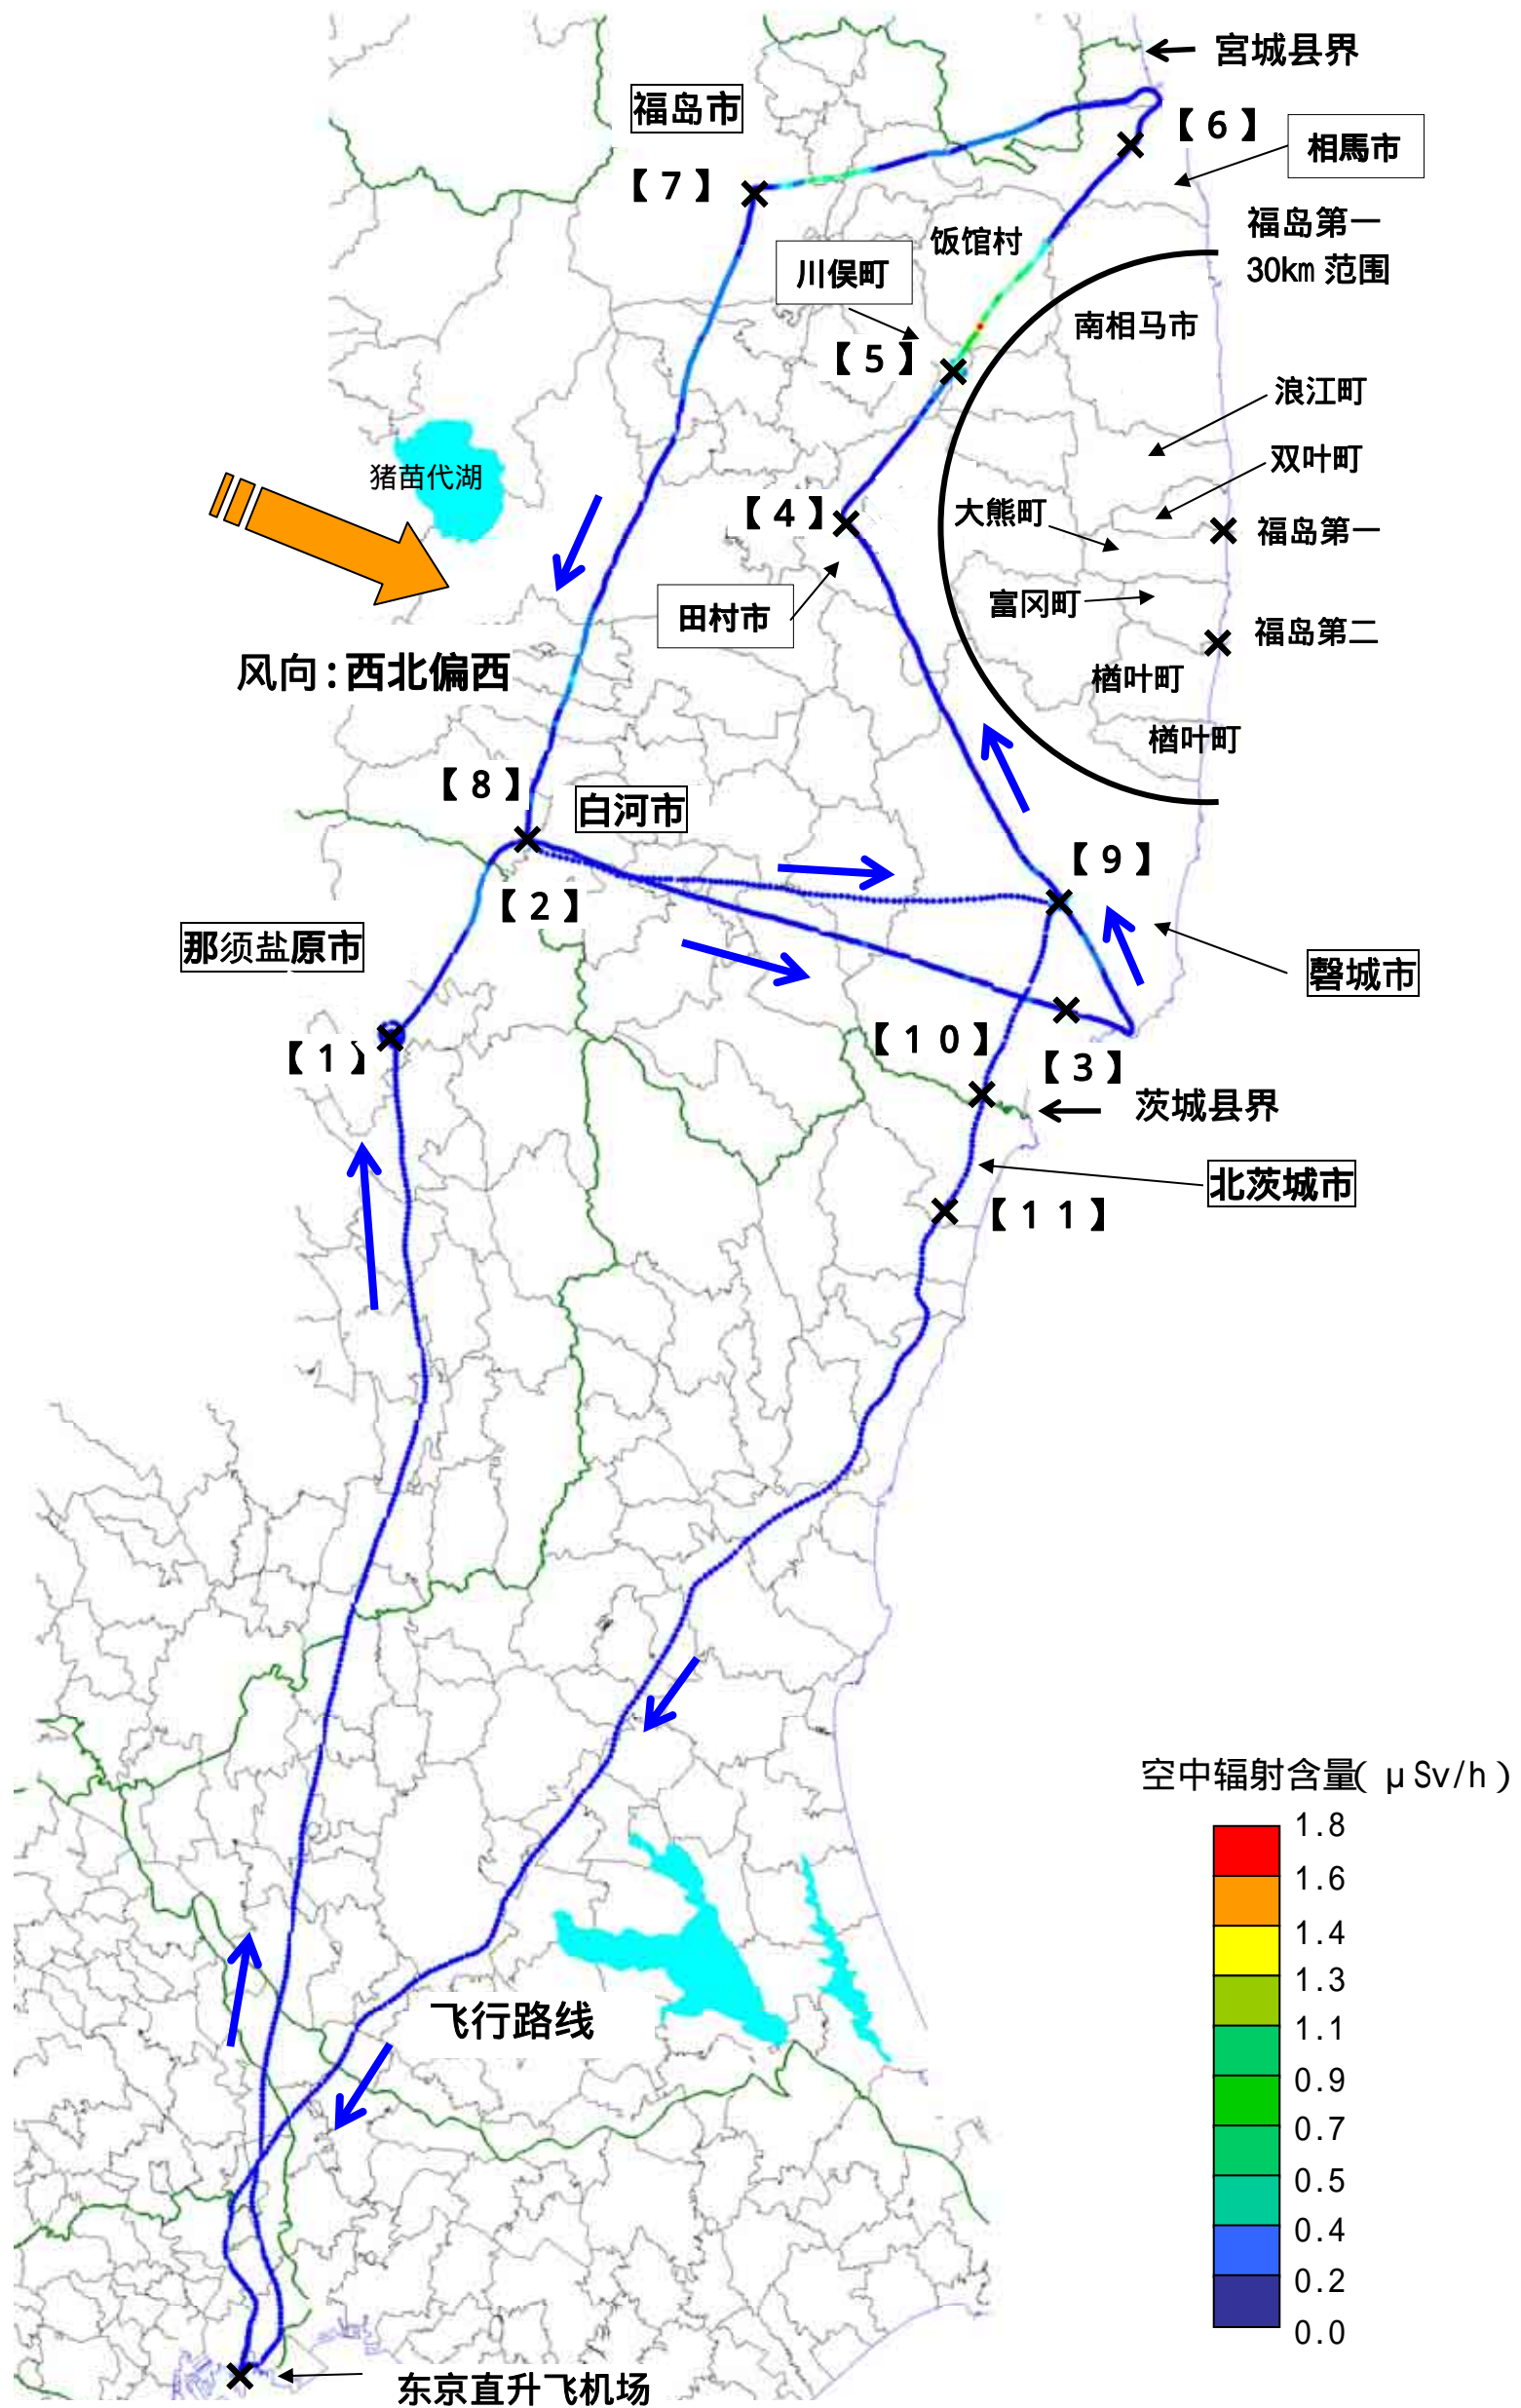 宮城县界
福岛市
【6】
相馬市
【7】
福岛第一
30km 范围
饭馆村
川俣町
南相马市
【5】
浪江町
双叶町
猪苗代湖
【4】
大熊町
福岛第一
富冈町
田村市
福岛第二
风向:西北偏西
楢叶町
楢叶町
【8】
白河市
【9】
【2】
那须盐原市
磬城市
【10】
【1】
【3】
茨城县界
北茨城市
【11】
空中辐射含量( μSv/h )
1.8
1.6
1.4
1.3
1.1
0.9
0.7
0.5
0.4
0.2
0.0
飞行路线
东京直升飞机场